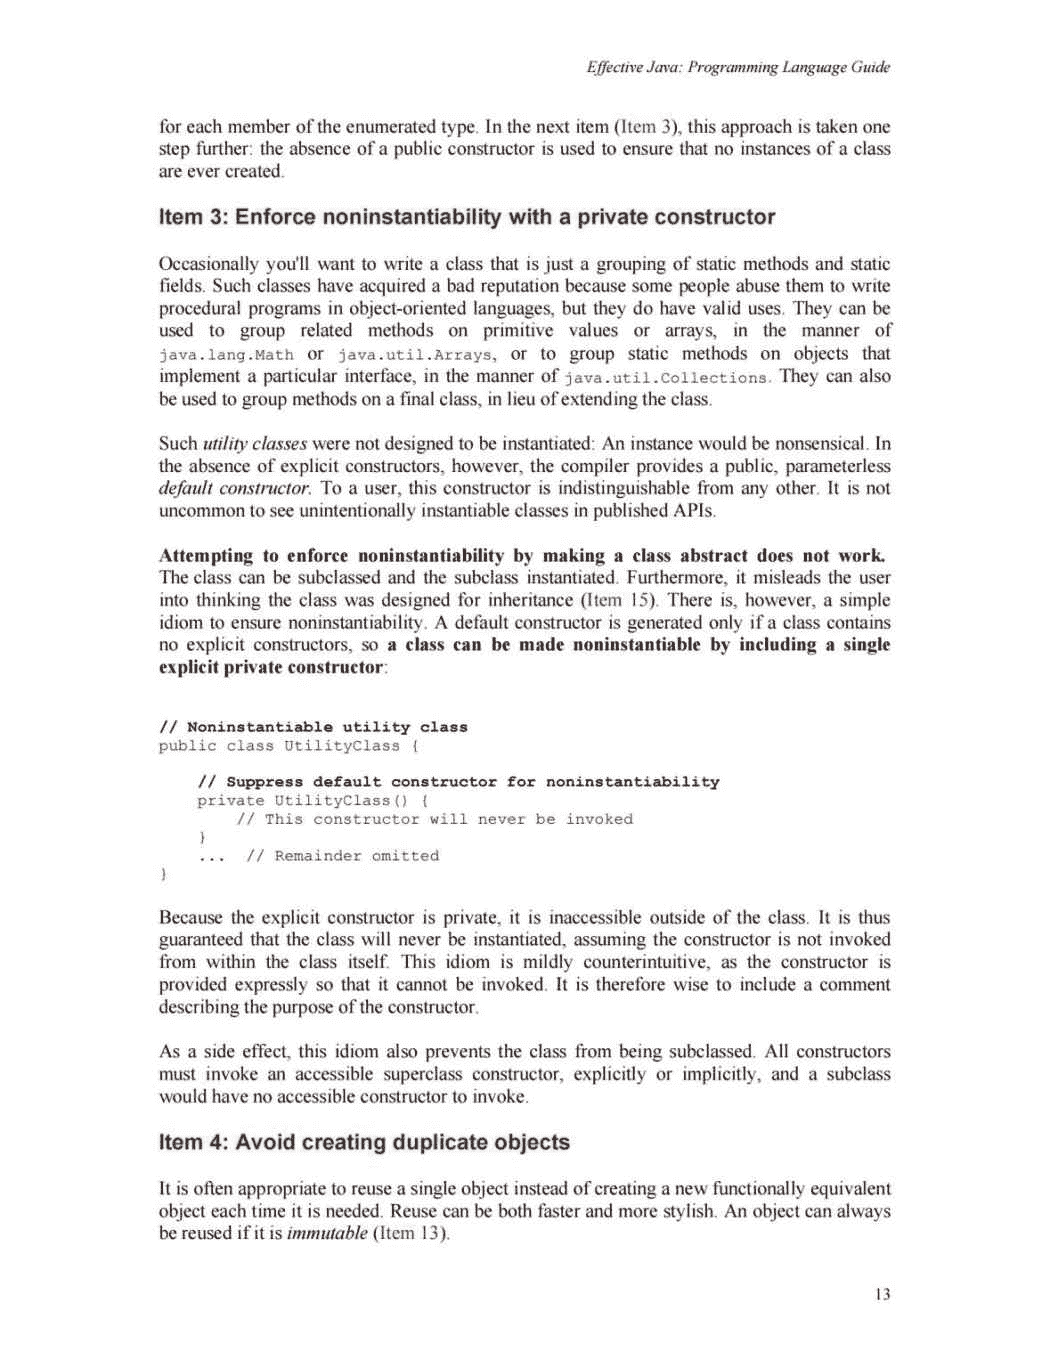 Effective Java: Programming Language Guide
for each member of the enumerated type. In the next item (Item 3), this approach is taken one
step further: the absence of a public constructor is used to ensure that no instances of a class
are ever created.
Item 3: Enforce noninstantiability with a private constructor
Occasionally you'll want to write a class that is just a grouping of static methods and static
fields. Such classes have acquired a bad reputation because some people abuse them to write
procedural programs in object-oriented languages, but they do have valid uses. They can be
used to group related methods on primitive values or arrays, in the manner of
java.lang.Math or java.util.Arrays, or to group static methods on objects that
implement a particular interface, in the manner of java.util.Collections. They can also
be used to group methods on a final class, in lieu of extending the class.
Such utility classes were not designed to be instantiated: An instance would be nonsensical. In
the absence of explicit constructors, however, the compiler provides a public, parameterless
default constructor. To a user, this constructor is indistinguishable from any other. It is not
uncommon to see unintentionally instantiable classes in published APIs.
Attempting to enforce noninstantiability by making a class abstract does not work.
The class can be subclassed and the subclass instantiated. Furthermore, it misleads the user
into thinking the class was designed for inheritance (Item 15). There is, however, a simple
idiom to ensure noninstantiability. A default constructor is generated only if a class contains
no explicit constructors, so a class can be made noninstantiable by including a single
explicit private constructor:
// Noninstantiable utility class
public class UtilityClass {
// Suppress default constructor for noninstantiability
private UtilityClass() {
// This constructor will never be invoked
}
... // Remainder omitted
}
Because the explicit constructor is private, it is inaccessible outside of the class. It is thus
guaranteed that the class will never be instantiated, assuming the constructor is not invoked
from within the class itself. This idiom is mildly counterintuitive, as the constructor is
provided expressly so that it cannot be invoked. It is therefore wise to include a comment
describing the purpose of the constructor.
As a side effect, this idiom also prevents the class from being subclassed. All constructors
must invoke an accessible superclass constructor, explicitly or implicitly, and a subclass
would have no accessible constructor to invoke.
Item 4: Avoid creating duplicate objects
It is often appropriate to reuse a single object instead of creating a new functionally equivalent
object each time it is needed. Reuse can be both faster and more stylish. An object can always
be reused if it is immutable (Item 13).
13